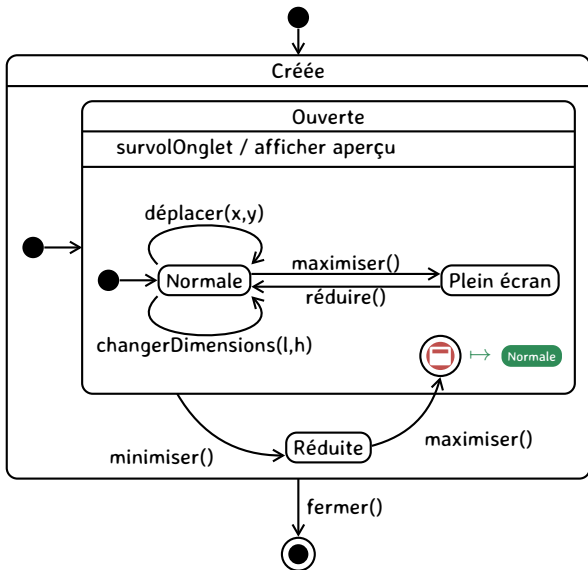 Créée
Ouverte
survolOnglet / afficher aperçu
déplacer(x,y)
maximiser()
Normale
Plein écran
réduire()
changerDimensions(l,h)
↦ Normale
minimiser()
Réduite
maximiser()
fermer()